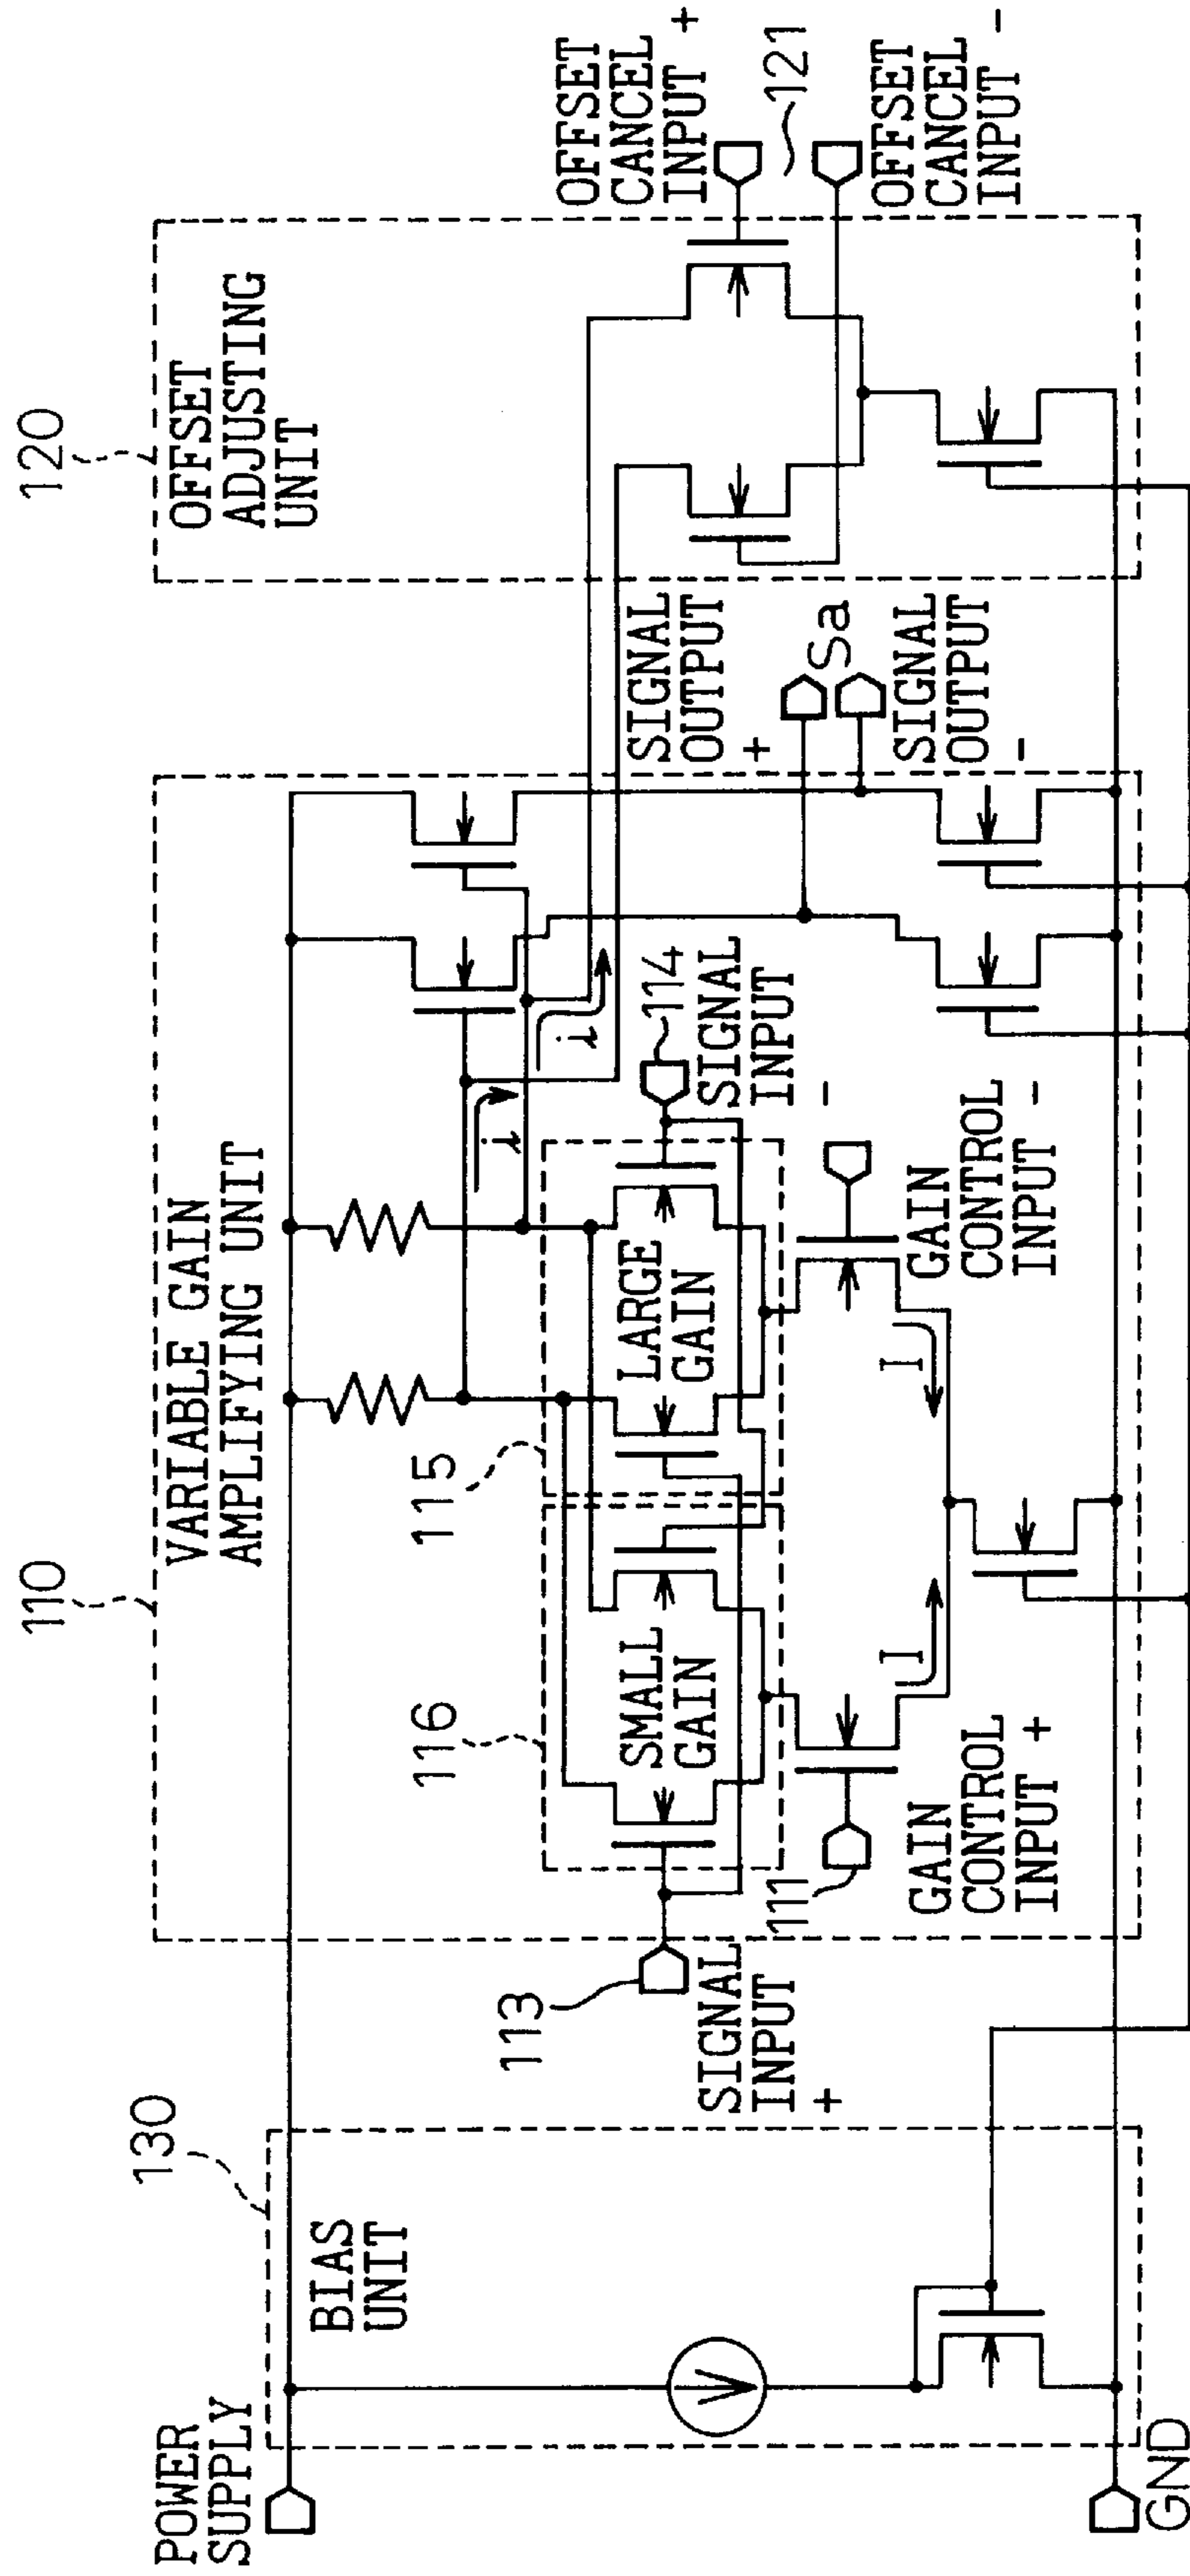 POWER
SUPPLY
GND
130
BIAS
UNIT
110
VARIABLE GAIN
AMPLIFYING UNIT
113
SIGNAL
INPUT
+
116
SMALL
GAIN
115
LARGE
GAIN
111
GAIN
CONTROL
INPUT +
I
I
GAIN
CONTROL
INPUT -
114
SIGNAL
INPUT
-
i
i
SIGNAL
OUTPUT
+
Sa
SIGNAL
OUTPUT
-
120
OFFSET
ADJUSTING
UNIT
OFFSET
CANCEL
INPUT +
121
OFFSET
CANCEL
INPUT -